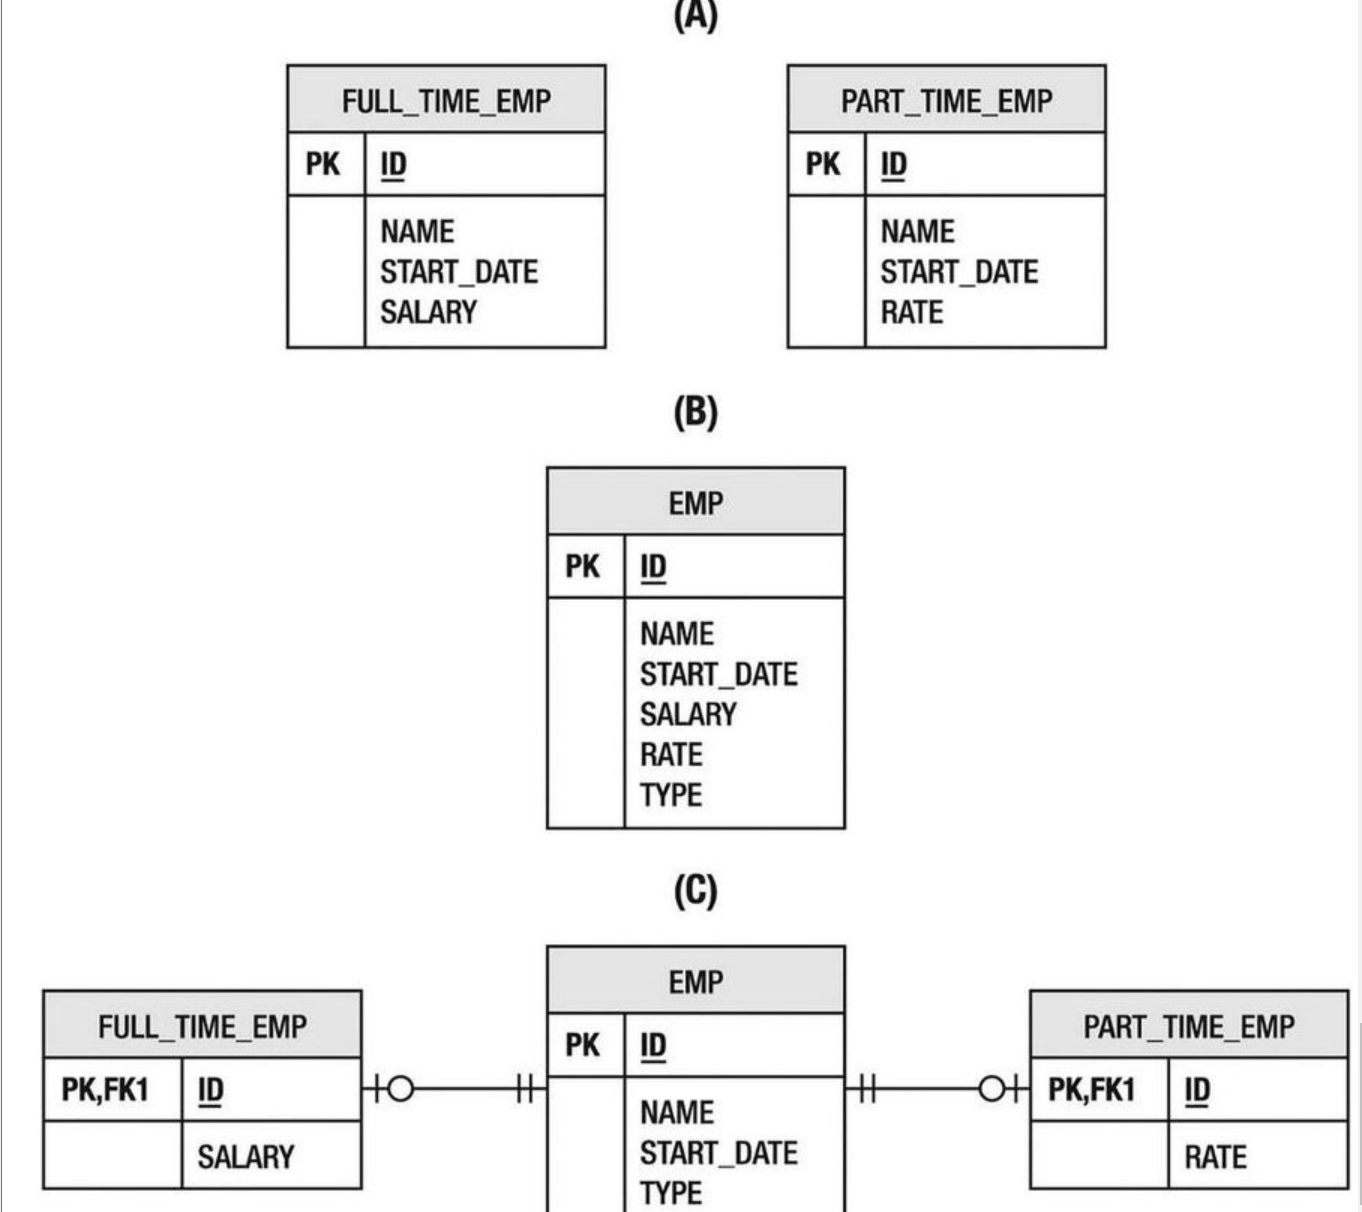 (A)
FULL_TIME_EMP
PK ID
NAME
START_DATE
SALARY
PART_TIME_EMP
PK ID
NAME
START_DATE
RATE
(B)
EMP
PK ID
NAME
START_DATE
SALARY
RATE
TYPE
(C)
FULL_TIME_EMP
PK,FK1 ID
SALARY
EMP
PK ID
NAME
START_DATE
TYPE
PART_TIME_EMP
PK,FK1 ID
RATE